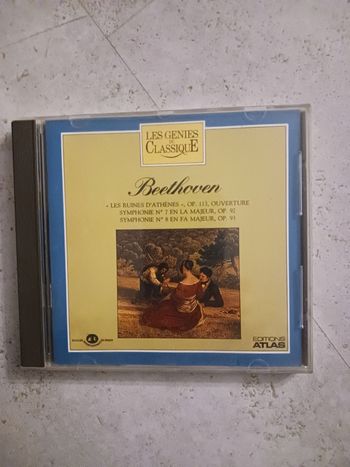 LES GENIES
DU
CLASSIQUE
Beethoven
« LES RUINES D'ATHENES », OP. 113, OUVERTURE
SYMPHONIE N° 7 EN LA MAJEUR, OP. 92
SYMPHONIE N° 8 EN FA MAJEUR, OP. 93
EDITIONS
ATLAS